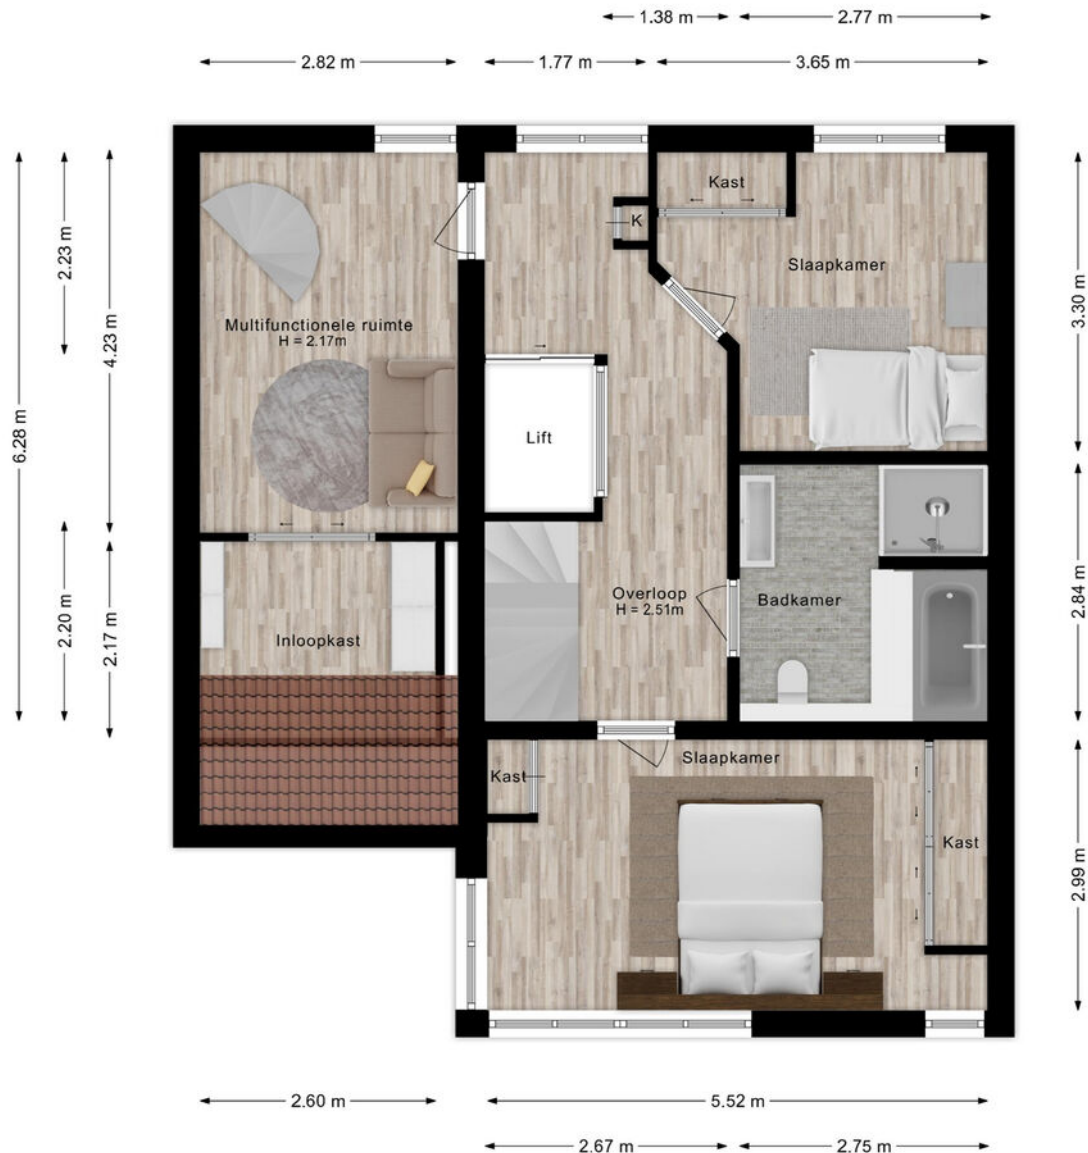 1.38 m
2.77 m
2.82 m
1.77 m
3.65 m
Kast
K
Slaapkamer
Multifunctionele ruimte
H = 2.17m
2.23 m
4.23 m
6.28 m
3.30 m
Lift
Overloop
H = 2.51m
Badkamer
Inloopkast
2.20 m
2.17 m
2.84 m
Slaapkamer
Kast
Kast
2.99 m
2.60 m
5.52 m
2.67 m
2.75 m